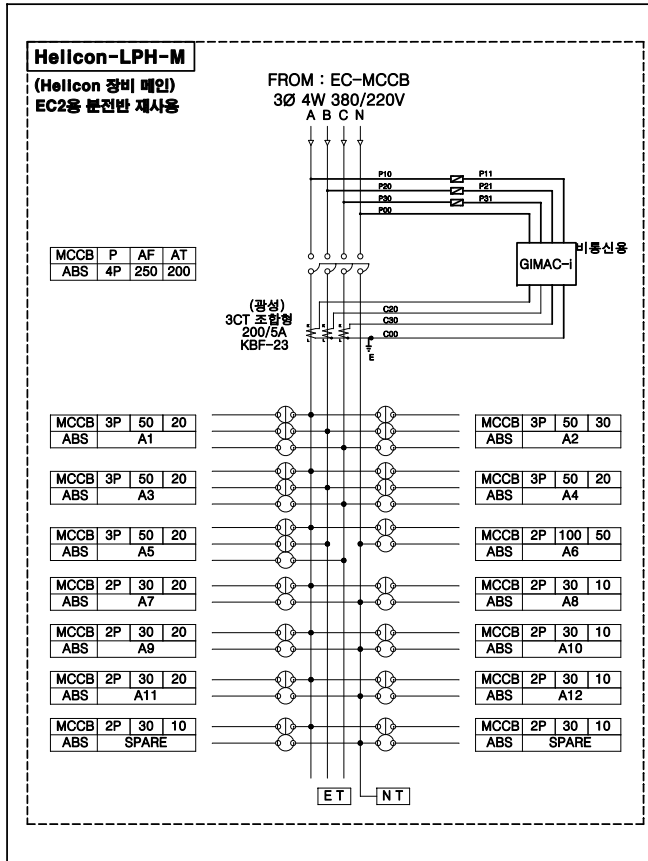 Helicon-LPH-M
(Helicon 장비 메인)
EC2용 분전반 재사용
FROM : EC-MCCB
3Ø 4W 380/220V
A B C N
P10 P11
P20 P21
P30 P31
P00
GIMAC-i
비통신용
MCCB P AF AT
ABS 4P 250 200
(광성)
3CT 조합형
200/5A
KBF-23
C20
C30
C00
E
MCCB 3P 50 20
ABS A1
MCCB 3P 50 30
ABS A2
MCCB 3P 50 20
ABS A3
MCCB 3P 50 20
ABS A4
MCCB 3P 50 20
ABS A5
MCCB 2P 100 50
ABS A6
MCCB 2P 30 20
ABS A7
MCCB 2P 30 10
ABS A8
MCCB 2P 30 20
ABS A9
MCCB 2P 30 10
ABS A10
MCCB 2P 30 20
ABS A11
MCCB 2P 30 10
ABS A12
MCCB 2P 30 10
ABS SPARE
MCCB 2P 30 10
ABS SPARE
ET
NT